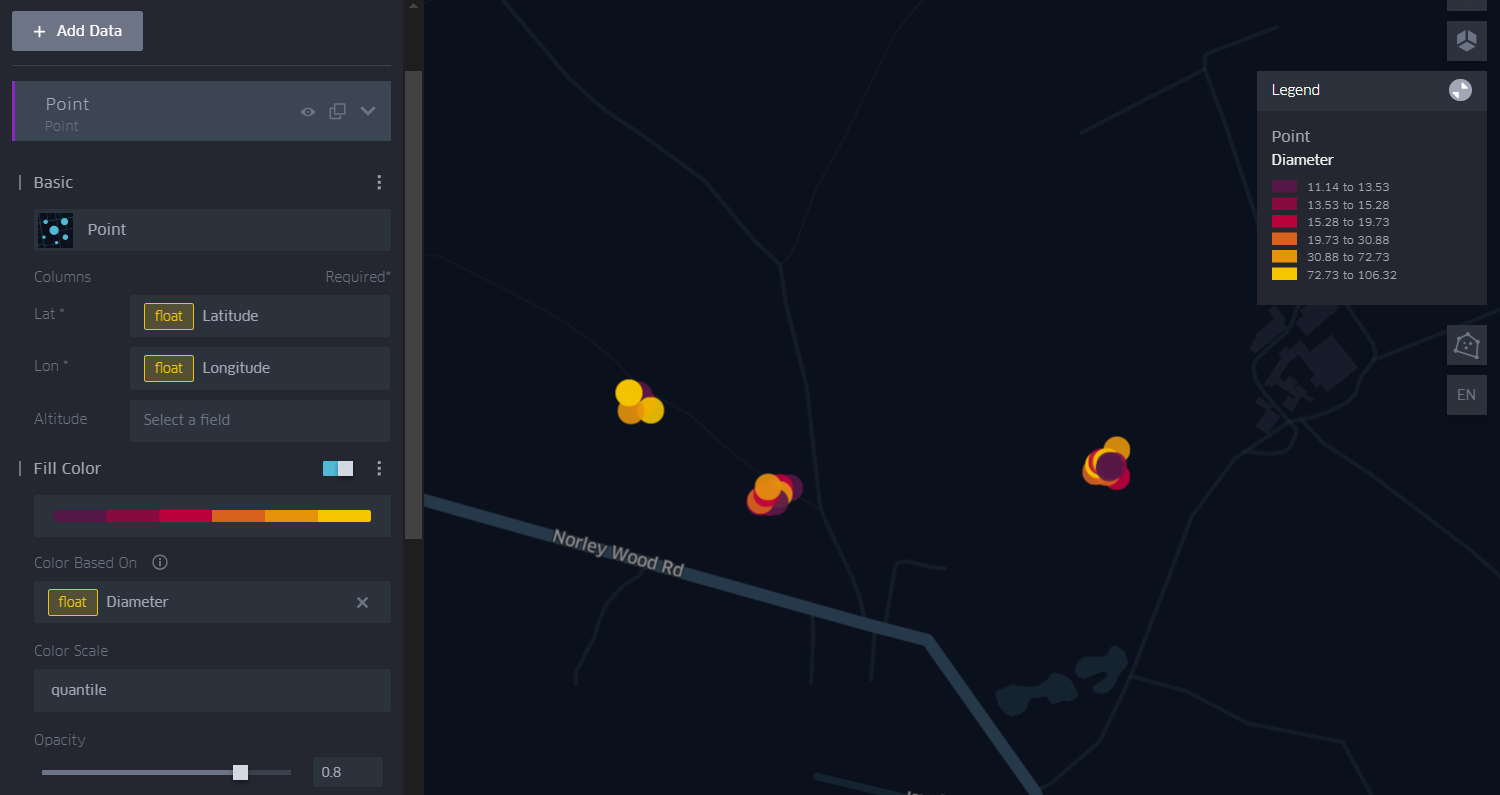 + Add Data
Point
Point
Basic
Point
Columns
Required*
Lat *
float Latitude
Lon *
float Longitude
Altitude
Select a field
Fill Color
Color Based On
float Diameter
Color Scale
quantile
Opacity
0.8
Norley Wood Rd
Legend
Point
Diameter
11.14 to 13.53
13.53 to 15.28
15.28 to 19.73
19.73 to 30.88
30.88 to 72.73
72.73 to 106.32
EN